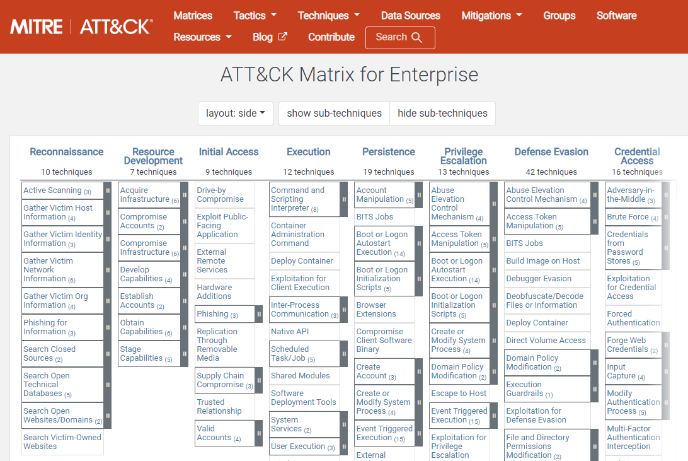 MITRE | ATT&CK®
Matrices Tactics Techniques Data Sources Mitigations Groups Software
Resources Blog Contribute Search
ATT&CK Matrix for Enterprise
layout: side show sub-techniques hide sub-techniques
Reconnaissance
10 techniques
Active Scanning (3)
Gather Victim Host
Information (4)
Gather Victim Identity
Information (3)
Gather Victim
Network
Information (6)
Gather Victim Org
Information (4)
Phishing for
Information (3)
Search Closed
Sources (2)
Search Open
Technical
Databases (5)
Search Open
Websites/Domains (2)
Search Victim-Owned
Websites
Resource
Development
7 techniques
Acquire
Infrastructure (6)
Compromise
Accounts (2)
Compromise
Infrastructure (6)
Develop
Capabilities (4)
Establish
Accounts (2)
Obtain
Capabilities (6)
Stage
Capabilities (5)
Initial Access
9 techniques
Drive-by
Compromise
Exploit Public-
Facing
Application
External
Remote
Services
Hardware
Additions
Phishing (3)
Replication
Through
Removable
Media
Supply Chain
Compromise (3)
Trusted
Relationship
Valid
Accounts (4)
Execution
12 techniques
Command and
Scripting
Interpreter (8)
Container
Administration
Command
Deploy Container
Exploitation for
Client Execution
Inter-Process
Communication (3)
Native API
Scheduled
Task/Job (5)
Shared Modules
Software
Deployment Tools
System
Services (2)
User Execution (3)
Persistence
19 techniques
Account
Manipulation (5)
BITS Jobs
Boot or Logon
Autostart
Execution (14)
Boot or Logon
Initialization
Scripts (5)
Browser
Extensions
Compromise
Client Software
Binary
Create
Account (3)
Create or
Modify System
Process (4)
Event Triggered
Execution (15)
External
Privilege
Escalation
13 techniques
Abuse
Elevation
Control
Mechanism (4)
Access Token
Manipulation (5)
Boot or Logon
Autostart
Execution (14)
Boot or Logon
Initialization
Scripts (5)
Create or
Modify System
Process (4)
Domain Policy
Modification (2)
Escape to Host
Event Triggered
Execution (15)
Exploitation for
Privilege
Escalation
Defense Evasion
42 techniques
Abuse Elevation
Control Mechanism (4)
Access Token
Manipulation (5)
BITS Jobs
Build Image on Host
Debugger Evasion
Deobfuscate/Decode
Files or Information
Deploy Container
Direct Volume Access
Domain Policy
Modification (2)
Execution
Guardrails (1)
Exploitation for
Defense Evasion
File and Directory
Permissions
Modification (2)
Credential
Access
16 techniques
Adversary-in-
the-Middle (3)
Brute Force (4)
Credentials
from Password
Stores (5)
Exploitation
for Credential
Access
Forced
Authentication
Forge Web
Credentials (2)
Input
Capture (4)
Modify
Authentication
Process (5)
Multi-Factor
Authentication
Interception